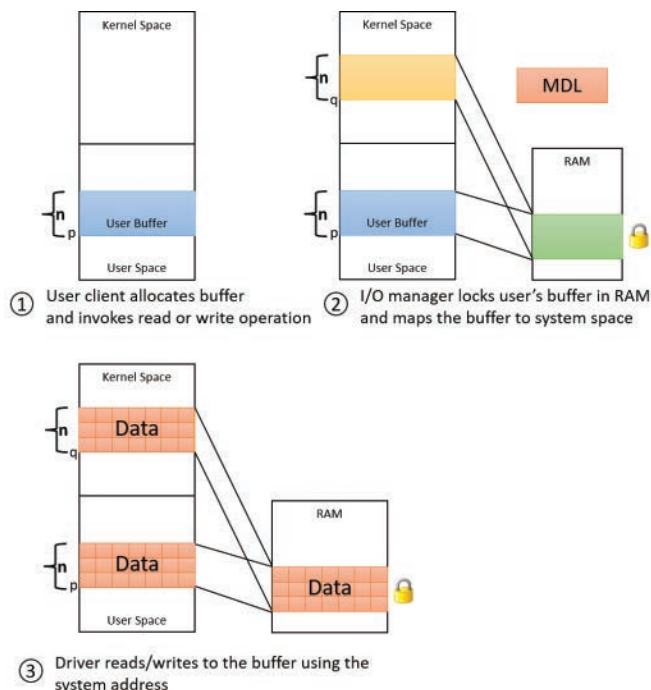 Kernel Space
n
p
User Buffer
User Space
① User client allocates buffer
and invokes read or write operation
Kernel Space
n
q
MDL
RAM
n
p
User Buffer
User Space
② I/O manager locks user's buffer in RAM
and maps the buffer to system space
Kernel Space
n
Data
q
RAM
n
Data
p
Data
User Space
③ Driver reads/writes to the buffer using the
system address